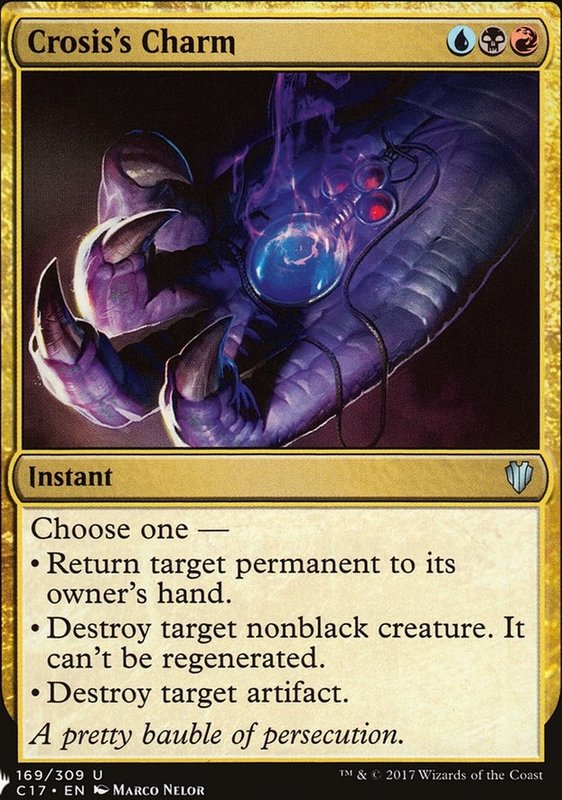 Crosis's Charm
Instant
Choose one —
• Return target permanent to its
owner's hand.
• Destroy target nonblack creature. It
can't be regenerated.
• Destroy target artifact.
A pretty bauble of persecution.
169/309 U
C17 • EN Marco Nelor
™ & © 2017 Wizards of the Coast